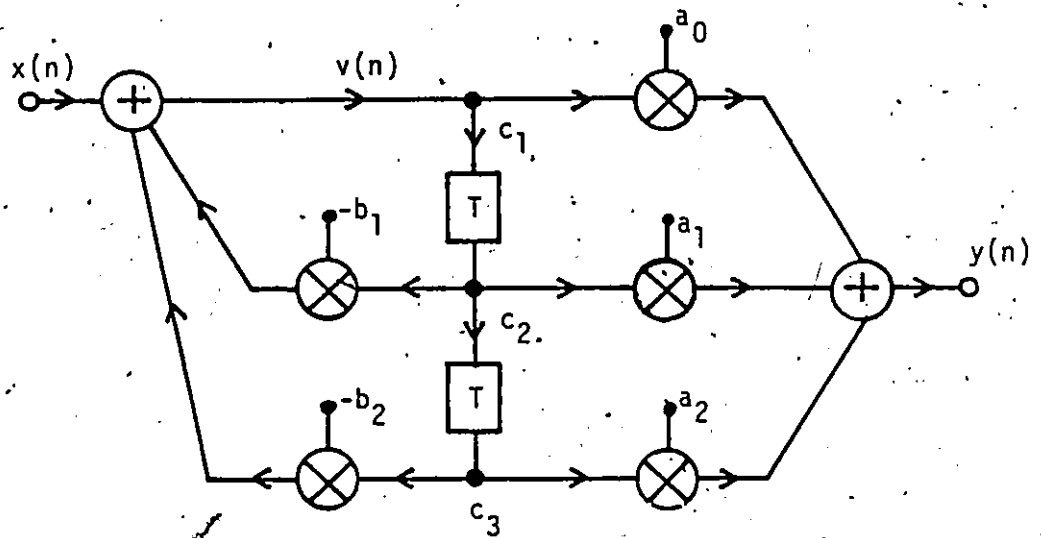 a0
x(n)
v(n)
c1.
T
-b1
a1
y(n)
c2.
T
-b2
a2
c3